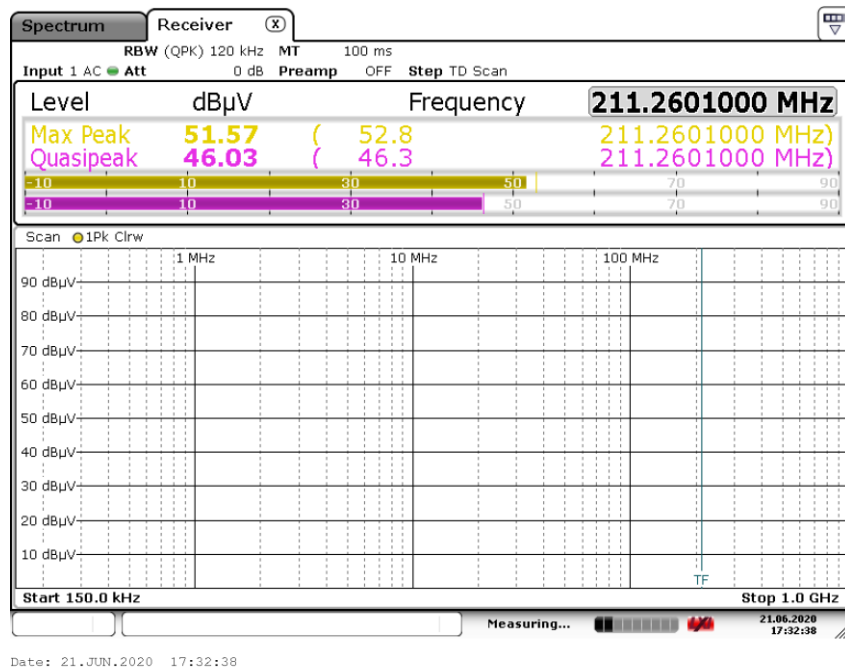 Spectrum Receiver X
RBW (QPK) 120 kHz MT 100 ms
Input 1 AC Att 0 dB Preamp OFF Step TD Scan
Level dBµV Frequency 211.2601000 MHz
Max Peak 51.57 ( 52.8 211.2601000 MHz)
Quasipeak 46.03 ( 46.3 211.2601000 MHz)
-10 10 30 50 70 90
-10 10 30 50 70 90
Scan 1Pk Clrw
1 MHz 10 MHz 100 MHz
90 dBµV
80 dBµV
70 dBµV
60 dBµV
50 dBµV
40 dBµV
30 dBµV
20 dBµV
10 dBµV
TF
Start 150.0 kHz Stop 1.0 GHz
Measuring... 21.06.2020
17:32:38
Date: 21.JUN.2020 17:32:38